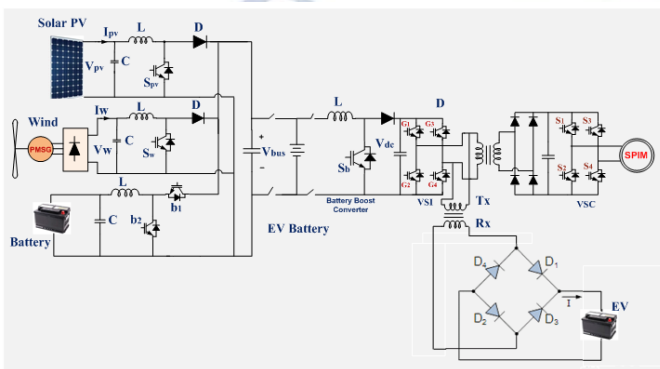 Solar PV
Ipv
L
D
Vpv
C
Spv
Wind
Iw
L
D
PMSG
Vw
C
Sw
L
b1
C
b2
Battery
+
Vbus
-
EV Battery
L
D
Vdc
Sb
G1
G3
G2
G4
Battery Boost
Converter
VSI
S1
S3
S2
S4
SPIM
VSC
Tx
Rx
D4
D1
D2
D3
I
EV